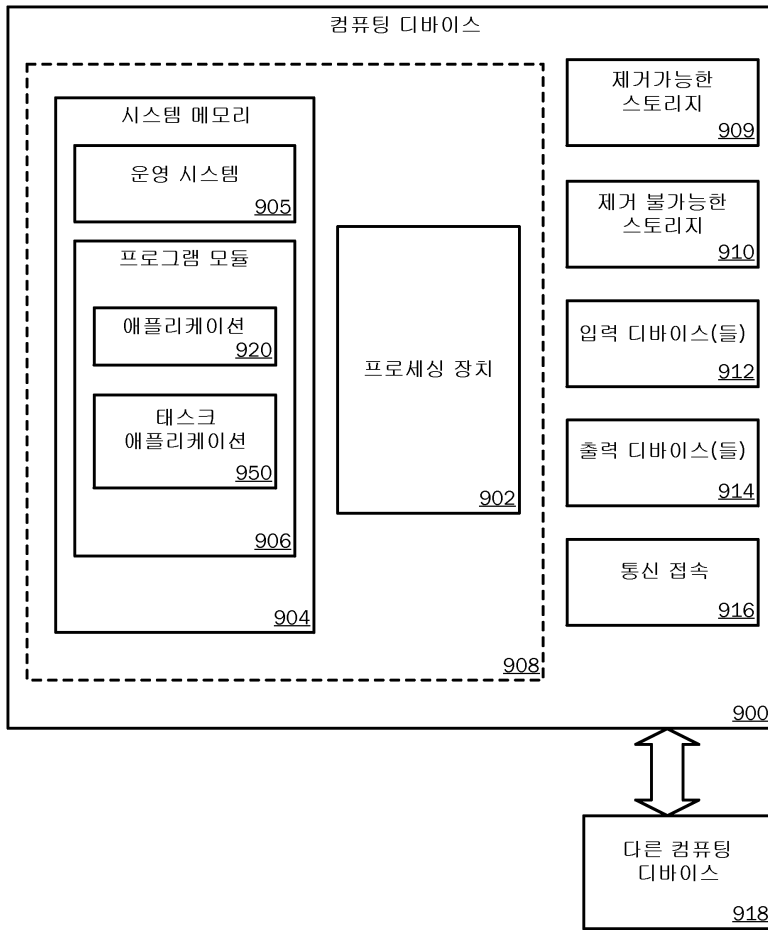 컴퓨팅 디바이스
시스템 메모리
운영 시스템
905
프로그램 모듈
애플리케이션
920
태스크
애플리케이션
950
906
904
프로세싱 장치
902
908
제거가능한
스토리지
909
제거 불가능한
스토리지
910
입력 디바이스(들)
912
출력 디바이스(들)
914
통신 접속
916
900
다른 컴퓨팅
디바이스
918